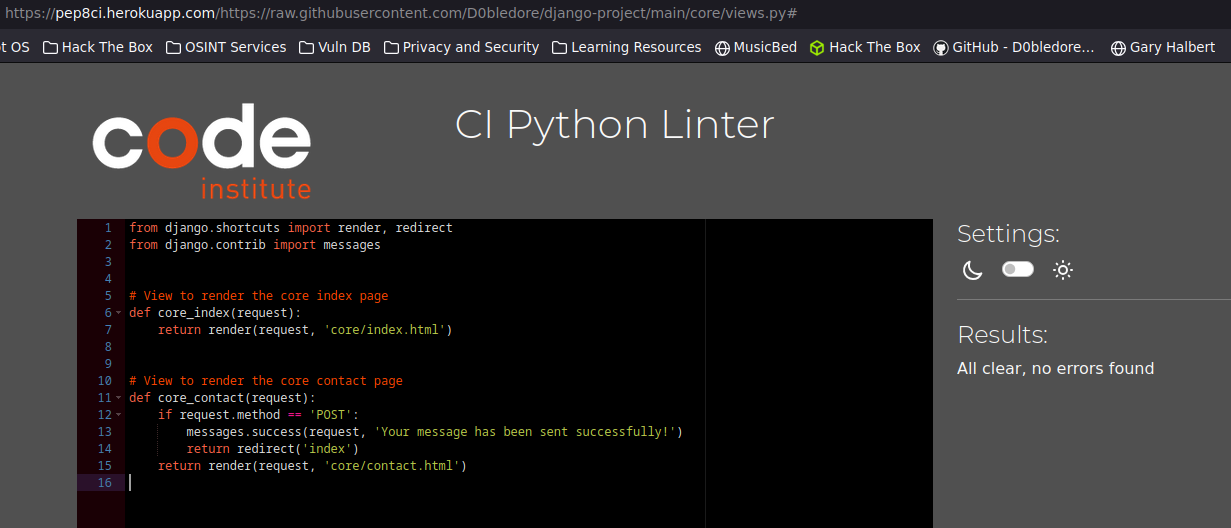 https://pep8ci.herokuapp.com/https://raw.githubusercontent.com/D0bledore/django-project/main/core/views.py#
ot OS Hack The Box OSINT Services Vuln DB Privacy and Security Learning Resources MusicBed Hack The Box GitHub - D0bledore... Gary Halbert
code
institute
CI Python Linter
1 from django.shortcuts import render, redirect
2 from django.contrib import messages
3
4
5 # View to render the core index page
6 def core_index(request):
7     return render(request, 'core/index.html')
8
9
10 # View to render the core contact page
11 def core_contact(request):
12     if request.method == 'POST':
13         messages.success(request, 'Your message has been sent successfully!')
14         return redirect('index')
15     return render(request, 'core/contact.html')
16
Settings:
Results:
All clear, no errors found